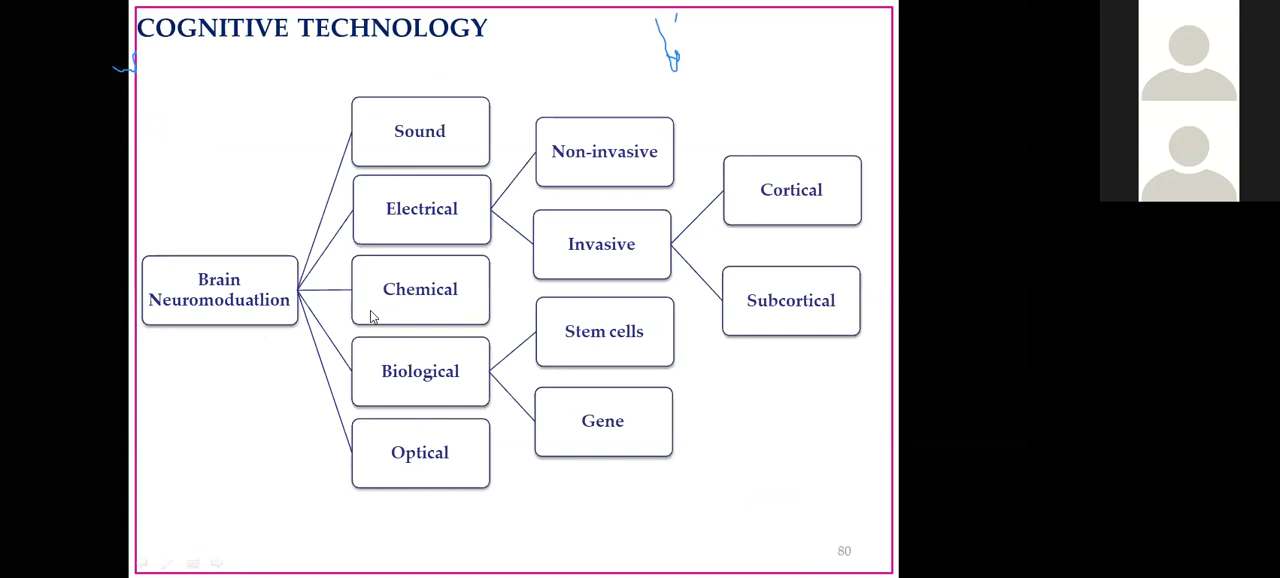 COGNITIVE TECHNOLOGY
Sound
Non-invasive
Cortical
Electrical
Invasive
Brain
Neuromoduatlion
Chemical
Subcortical
Stem cells
Biological
Gene
Optical
80